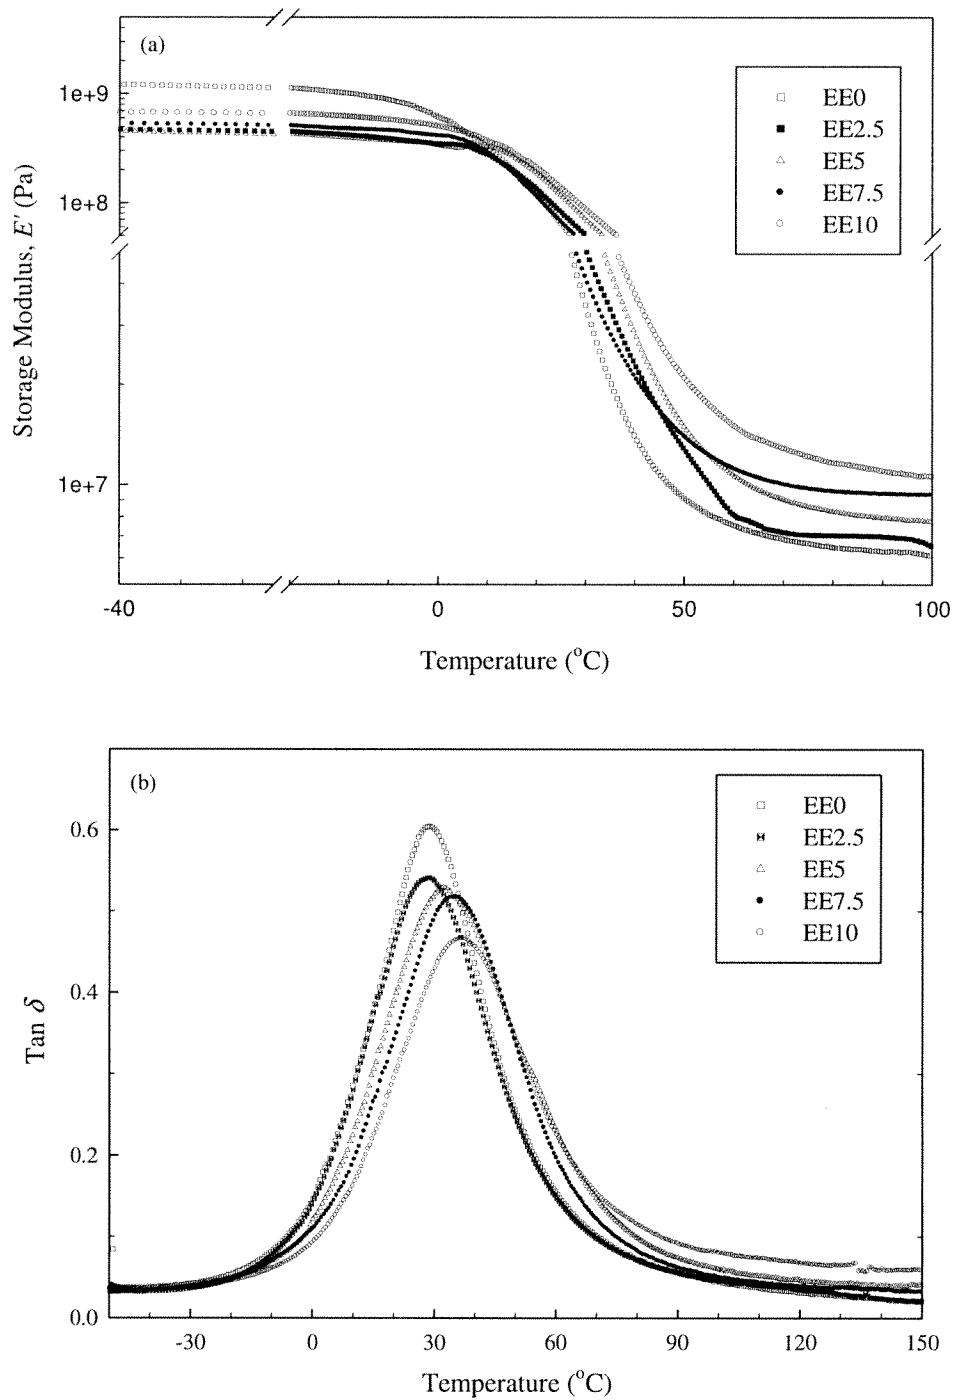 (a)
EE0
EE2.5
EE5
EE7.5
EE10
1e+9
1e+8
1e+7
Storage Modulus, E' (Pa)
-40
0
50
100
Temperature (°C)
(b)
EE0
EE2.5
EE5
EE7.5
EE10
0.6
0.4
0.2
0.0
Tan δ
-30
0
30
60
90
120
150
Temperature (°C)